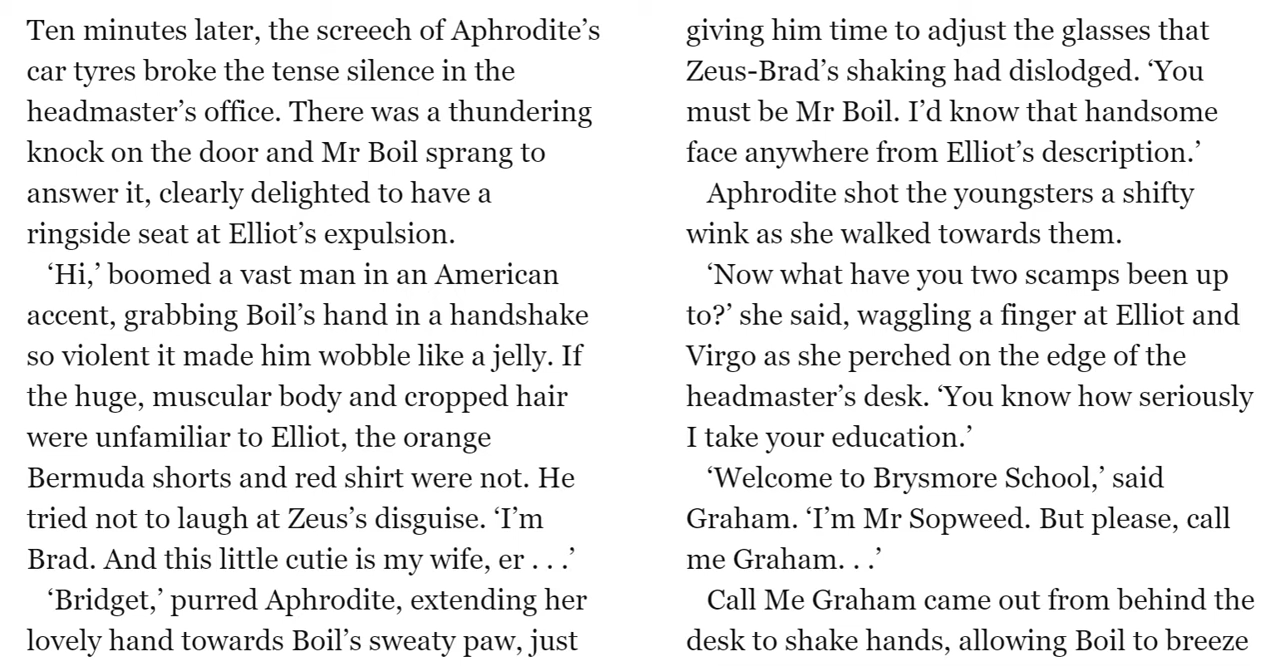 Ten minutes later, the screech of Aphrodite’s
car tyres broke the tense silence in the
headmaster’s office. There was a thundering
knock on the door and Mr Boil sprang to
answer it, clearly delighted to have a
ringside seat at Elliot’s expulsion.
‘Hi,’ boomed a vast man in an American
accent, grabbing Boil’s hand in a handshake
so violent it made him wobble like a jelly. If
the huge, muscular body and cropped hair
were unfamiliar to Elliot, the orange
Bermuda shorts and red shirt were not. He
tried not to laugh at Zeus’s disguise. ‘I’m
Brad. And this little cutie is my wife, er . . .’
‘Bridget,’ purred Aphrodite, extending her
lovely hand towards Boil’s sweaty paw, just
giving him time to adjust the glasses that
Zeus-Brad’s shaking had dislodged. ‘You
must be Mr Boil. I’d know that handsome
face anywhere from Elliot’s description.’
Aphrodite shot the youngsters a shifty
wink as she walked towards them.
‘Now what have you two scamps been up
to?’ she said, waggling a finger at Elliot and
Virgo as she perched on the edge of the
headmaster’s desk. ‘You know how seriously
I take your education.’
‘Welcome to Brysmore School,’ said
Graham. ‘I’m Mr Sopweed. But please, call
me Graham. . .’
Call Me Graham came out from behind the
desk to shake hands, allowing Boil to breeze